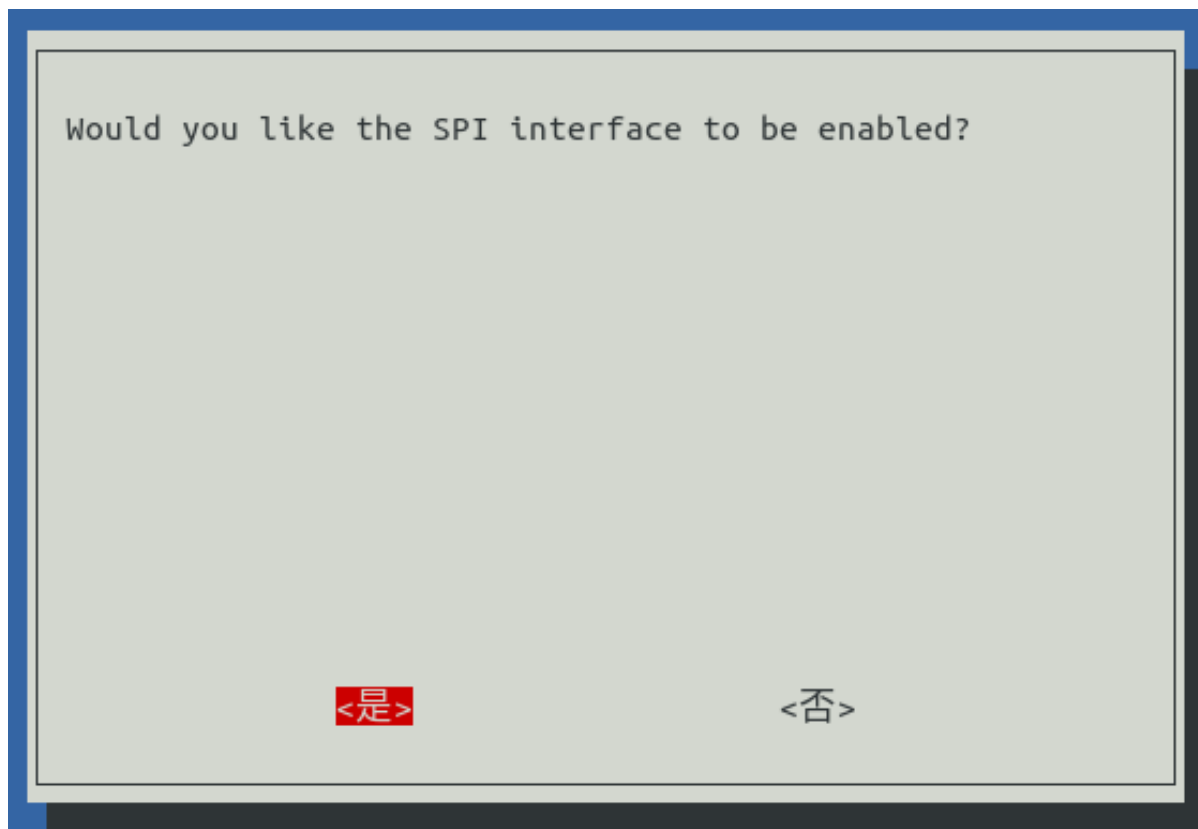 Would you like the SPI interface to be enabled?
<是> <否>